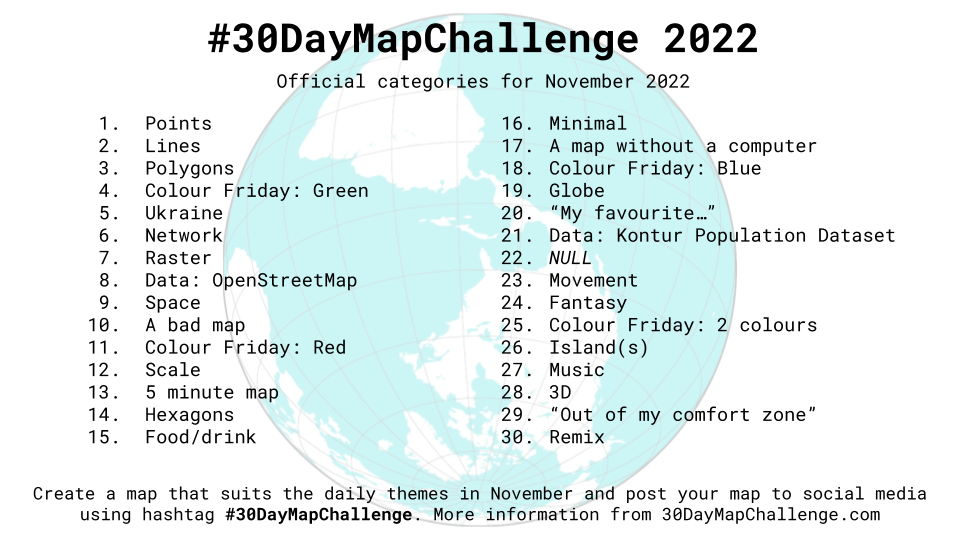 #30DayMapChallenge 2022
Official categories for November 2022
1. Points
2. Lines
3. Polygons
4. Colour Friday: Green
5. Ukraine
6. Network
7. Raster
8. Data: OpenStreetMap
9. Space
10. A bad map
11. Colour Friday: Red
12. Scale
13. 5 minute map
14. Hexagons
15. Food/drink
16. Minimal
17. A map without a computer
18. Colour Friday: Blue
19. Globe
20. “My favourite…”
21. Data: Kontur Population Dataset
22. NULL
23. Movement
24. Fantasy
25. Colour Friday: 2 colours
26. Island(s)
27. Music
28. 3D
29. “Out of my comfort zone”
30. Remix
Create a map that suits the daily themes in November and post your map to social media
using hashtag #30DayMapChallenge. More information from 30DayMapChallenge.com